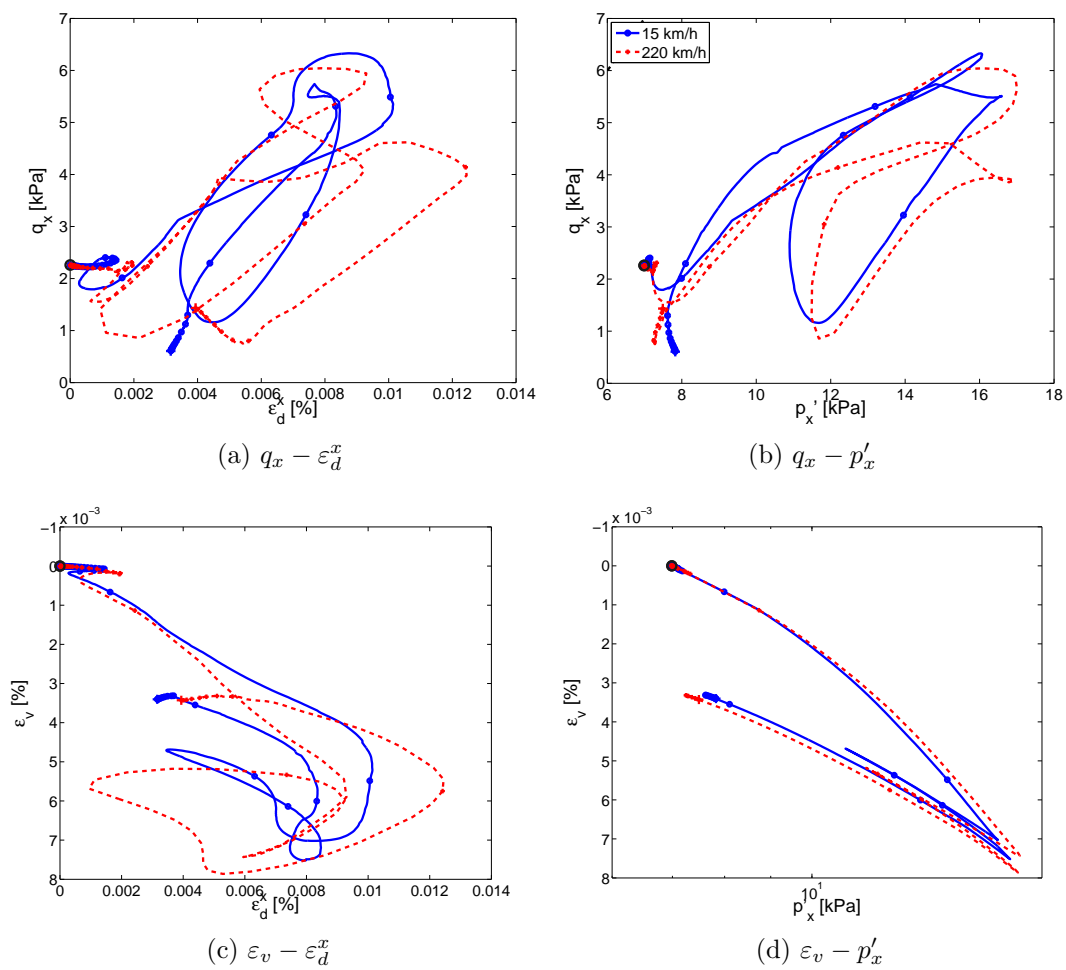 7
6
5
4
3
2
1
0
q_x [kPa]
0 0.002 0.004 0.006 0.008 0.01 0.012 0.014
ε_d^x [%]
(a) q_x − ε_d^x
15 km/h
220 km/h
7
6
5
4
3
2
1
0
q_x [kPa]
6 8 10 12 14 16 18
p_x' [kPa]
(b) q_x − p′_x
−1 x 10^−3
0
1
2
3
4
5
6
7
8
ε_v [%]
0 0.002 0.004 0.006 0.008 0.01 0.012 0.014
ε_d^x [%]
(c) ε_v − ε_d^x
−1 x 10^−3
0
1
2
3
4
5
6
7
8
ε_v [%]
10^1
p_x' [kPa]
(d) ε_v − p′_x